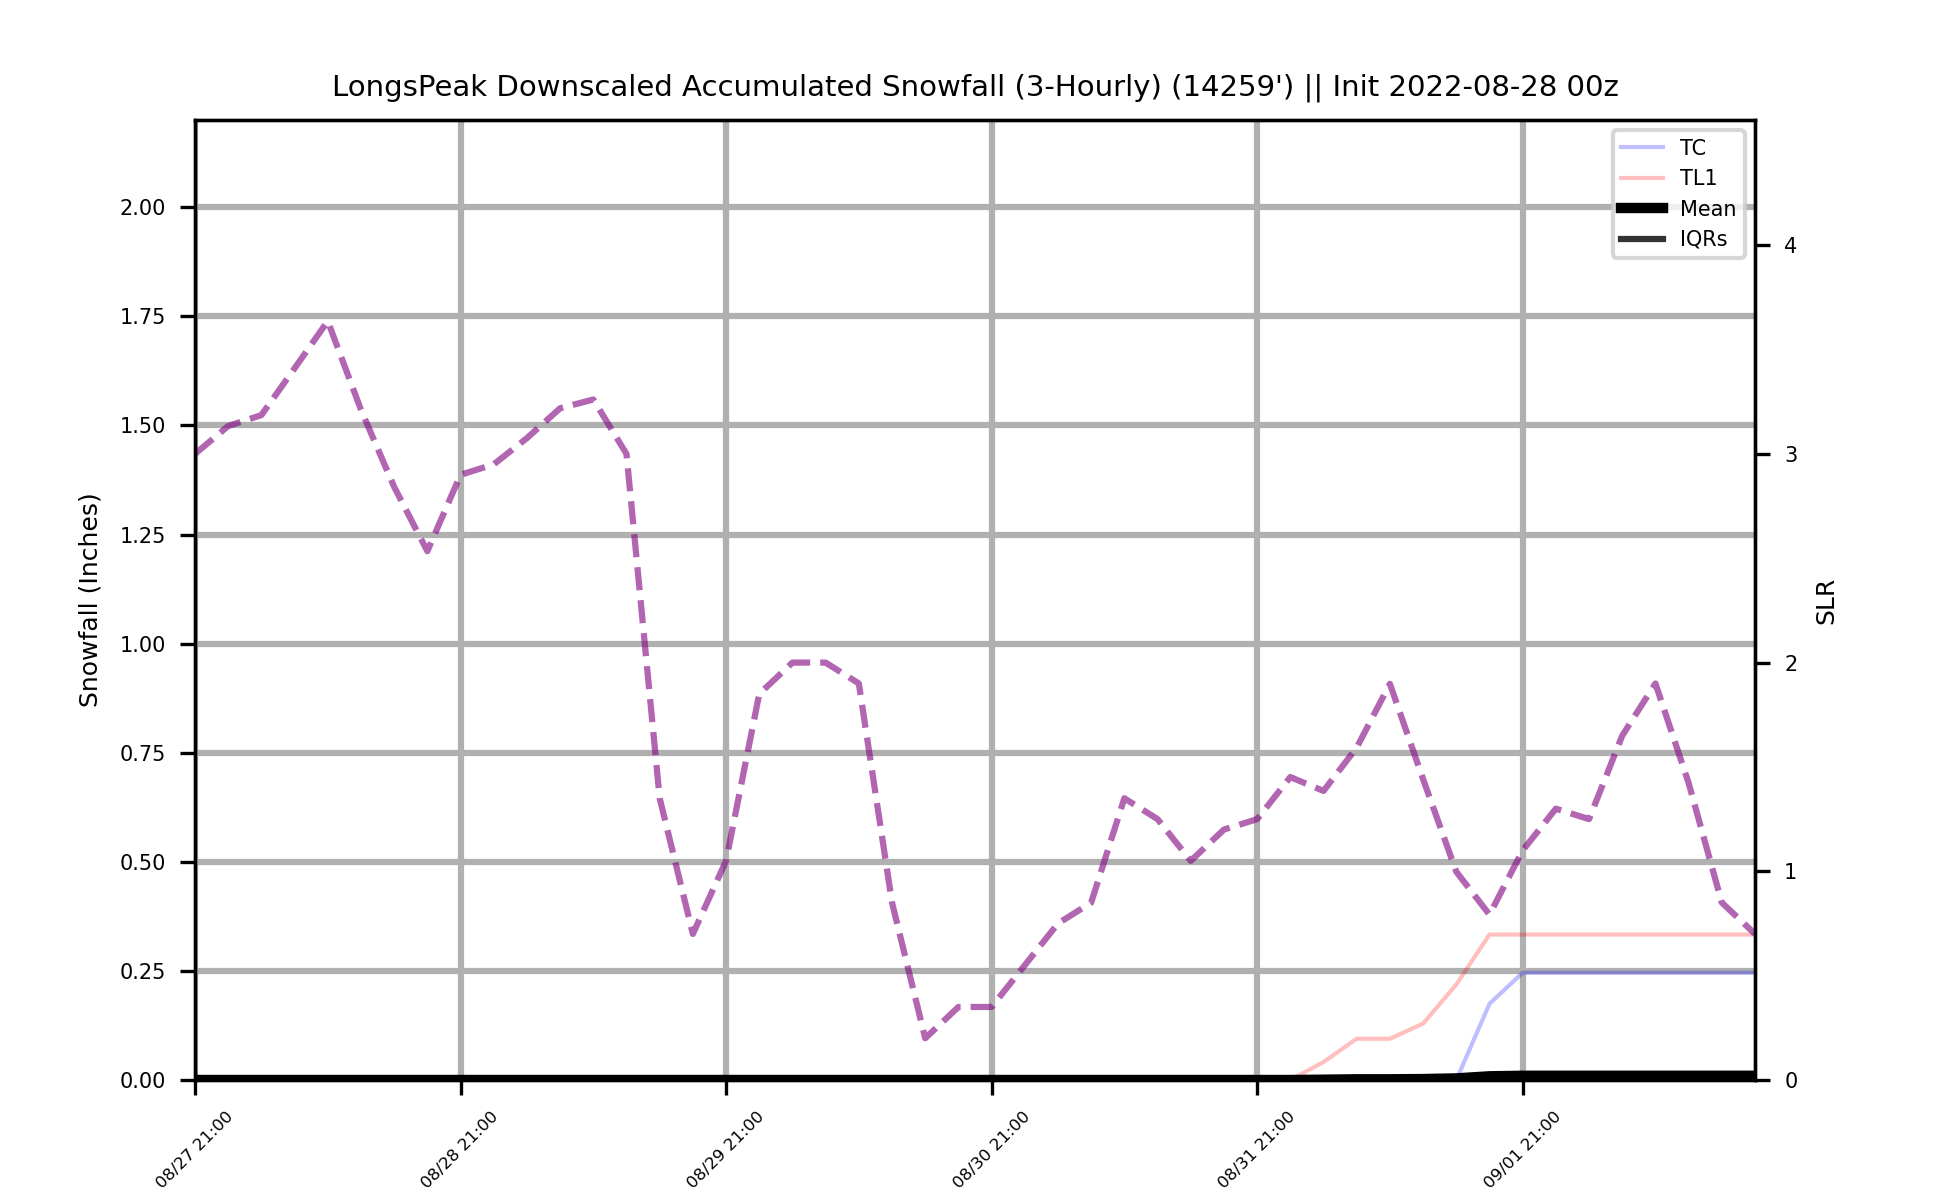 LongsPeak Downscaled Accumulated Snowfall (3-Hourly) (14259') || Init 2022-08-28 00z
TC
TL1
Mean
IQRs
2.00
1.75
1.50
1.25
1.00
0.75
0.50
0.25
0.00
Snowfall (Inches)
4
3
2
1
0
SLR
08/27 21:00
08/28 21:00
08/29 21:00
08/30 21:00
08/31 21:00
09/01 21:00